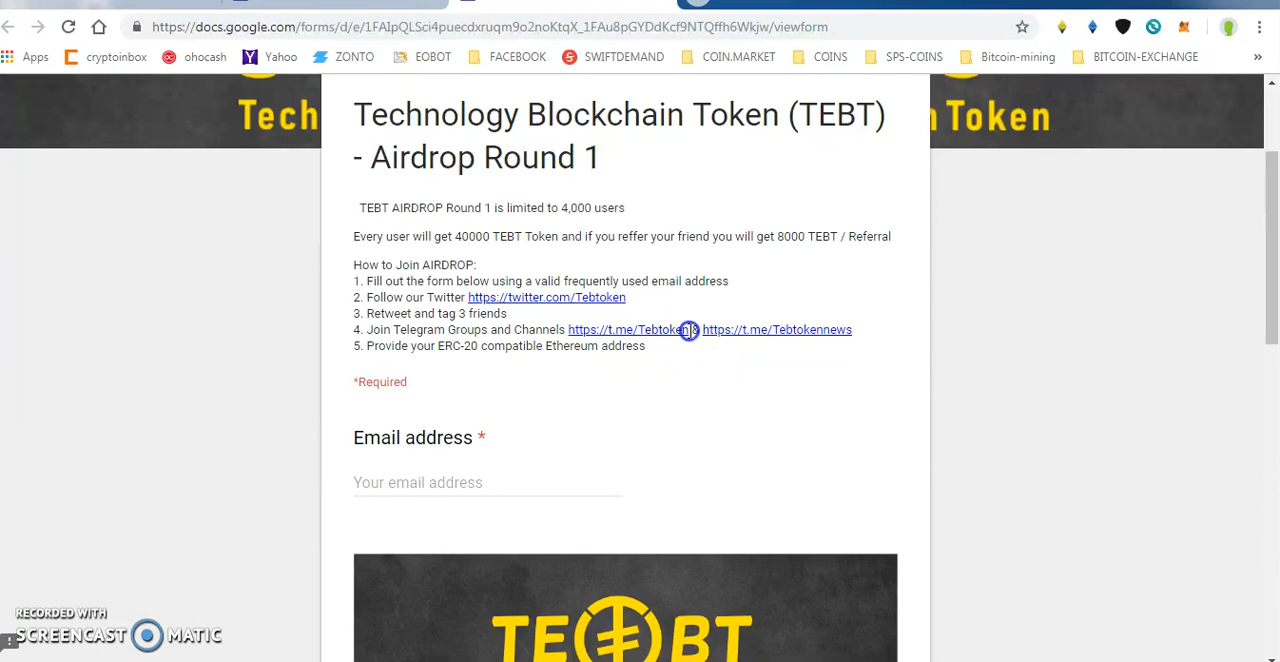 https://docs.google.com/forms/d/e/1FAIpQLSci4puecdxruqm9o2noKtqX_1FAu8pGYDdKcf9NTQffh6Wkjw/viewform
Apps cryptoinbox ohocash Yahoo ZONTO EOBOT FACEBOOK SWIFTDEMAND COIN.MARKET COINS SPS-COINS Bitcoin-mining BITCOIN-EXCHANGE »
Tech
n Token
Technology Blockchain Token (TEBT)
- Airdrop Round 1
TEBT AIRDROP Round 1 is limited to 4,000 users
Every user will get 40000 TEBT Token and if you reffer your friend you will get 8000 TEBT / Referral
How to Join AIRDROP:
1. Fill out the form below using a valid frequently used email address
2. Follow our Twitter https://twitter.com/Tebtoken
3. Retweet and tag 3 friends
4. Join Telegram Groups and Channels https://t.me/Tebtoken & https://t.me/Tebtokennews
5. Provide your ERC-20 compatible Ethereum address
*Required
Email address *
Your email address
TEBT
RECORDED WITH
SCREENCAST MATIC